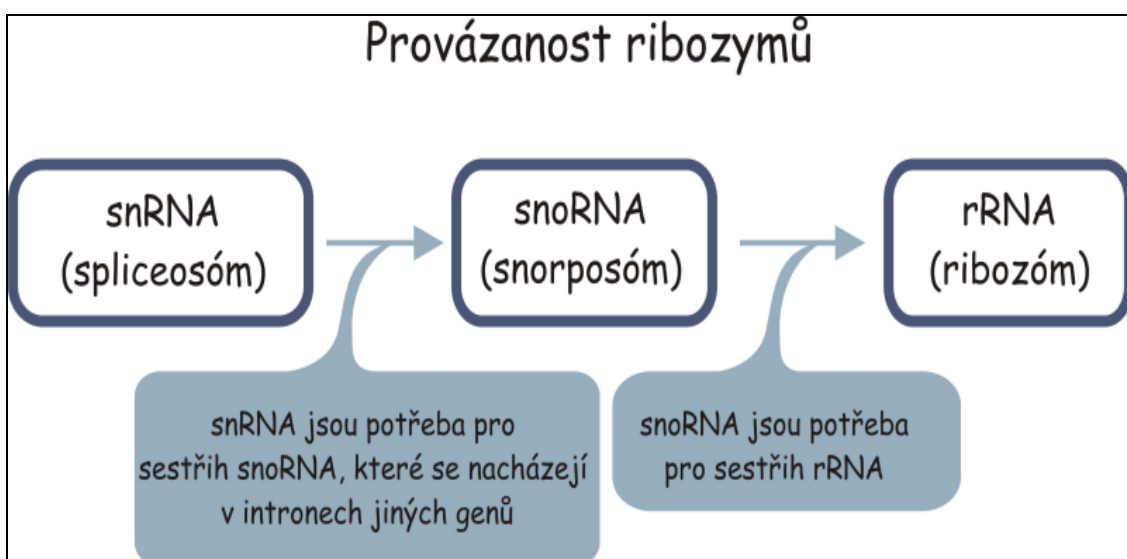 Provázanost ribozymů
snRNA
(spliceosóm)
snoRNA
(snorposóm)
rRNA
(ribozóm)
snRNA jsou potřeba pro
sestřih snoRNA, které se nacházejí
v intronech jiných genů
snoRNA jsou potřeba
pro sestřih rRNA